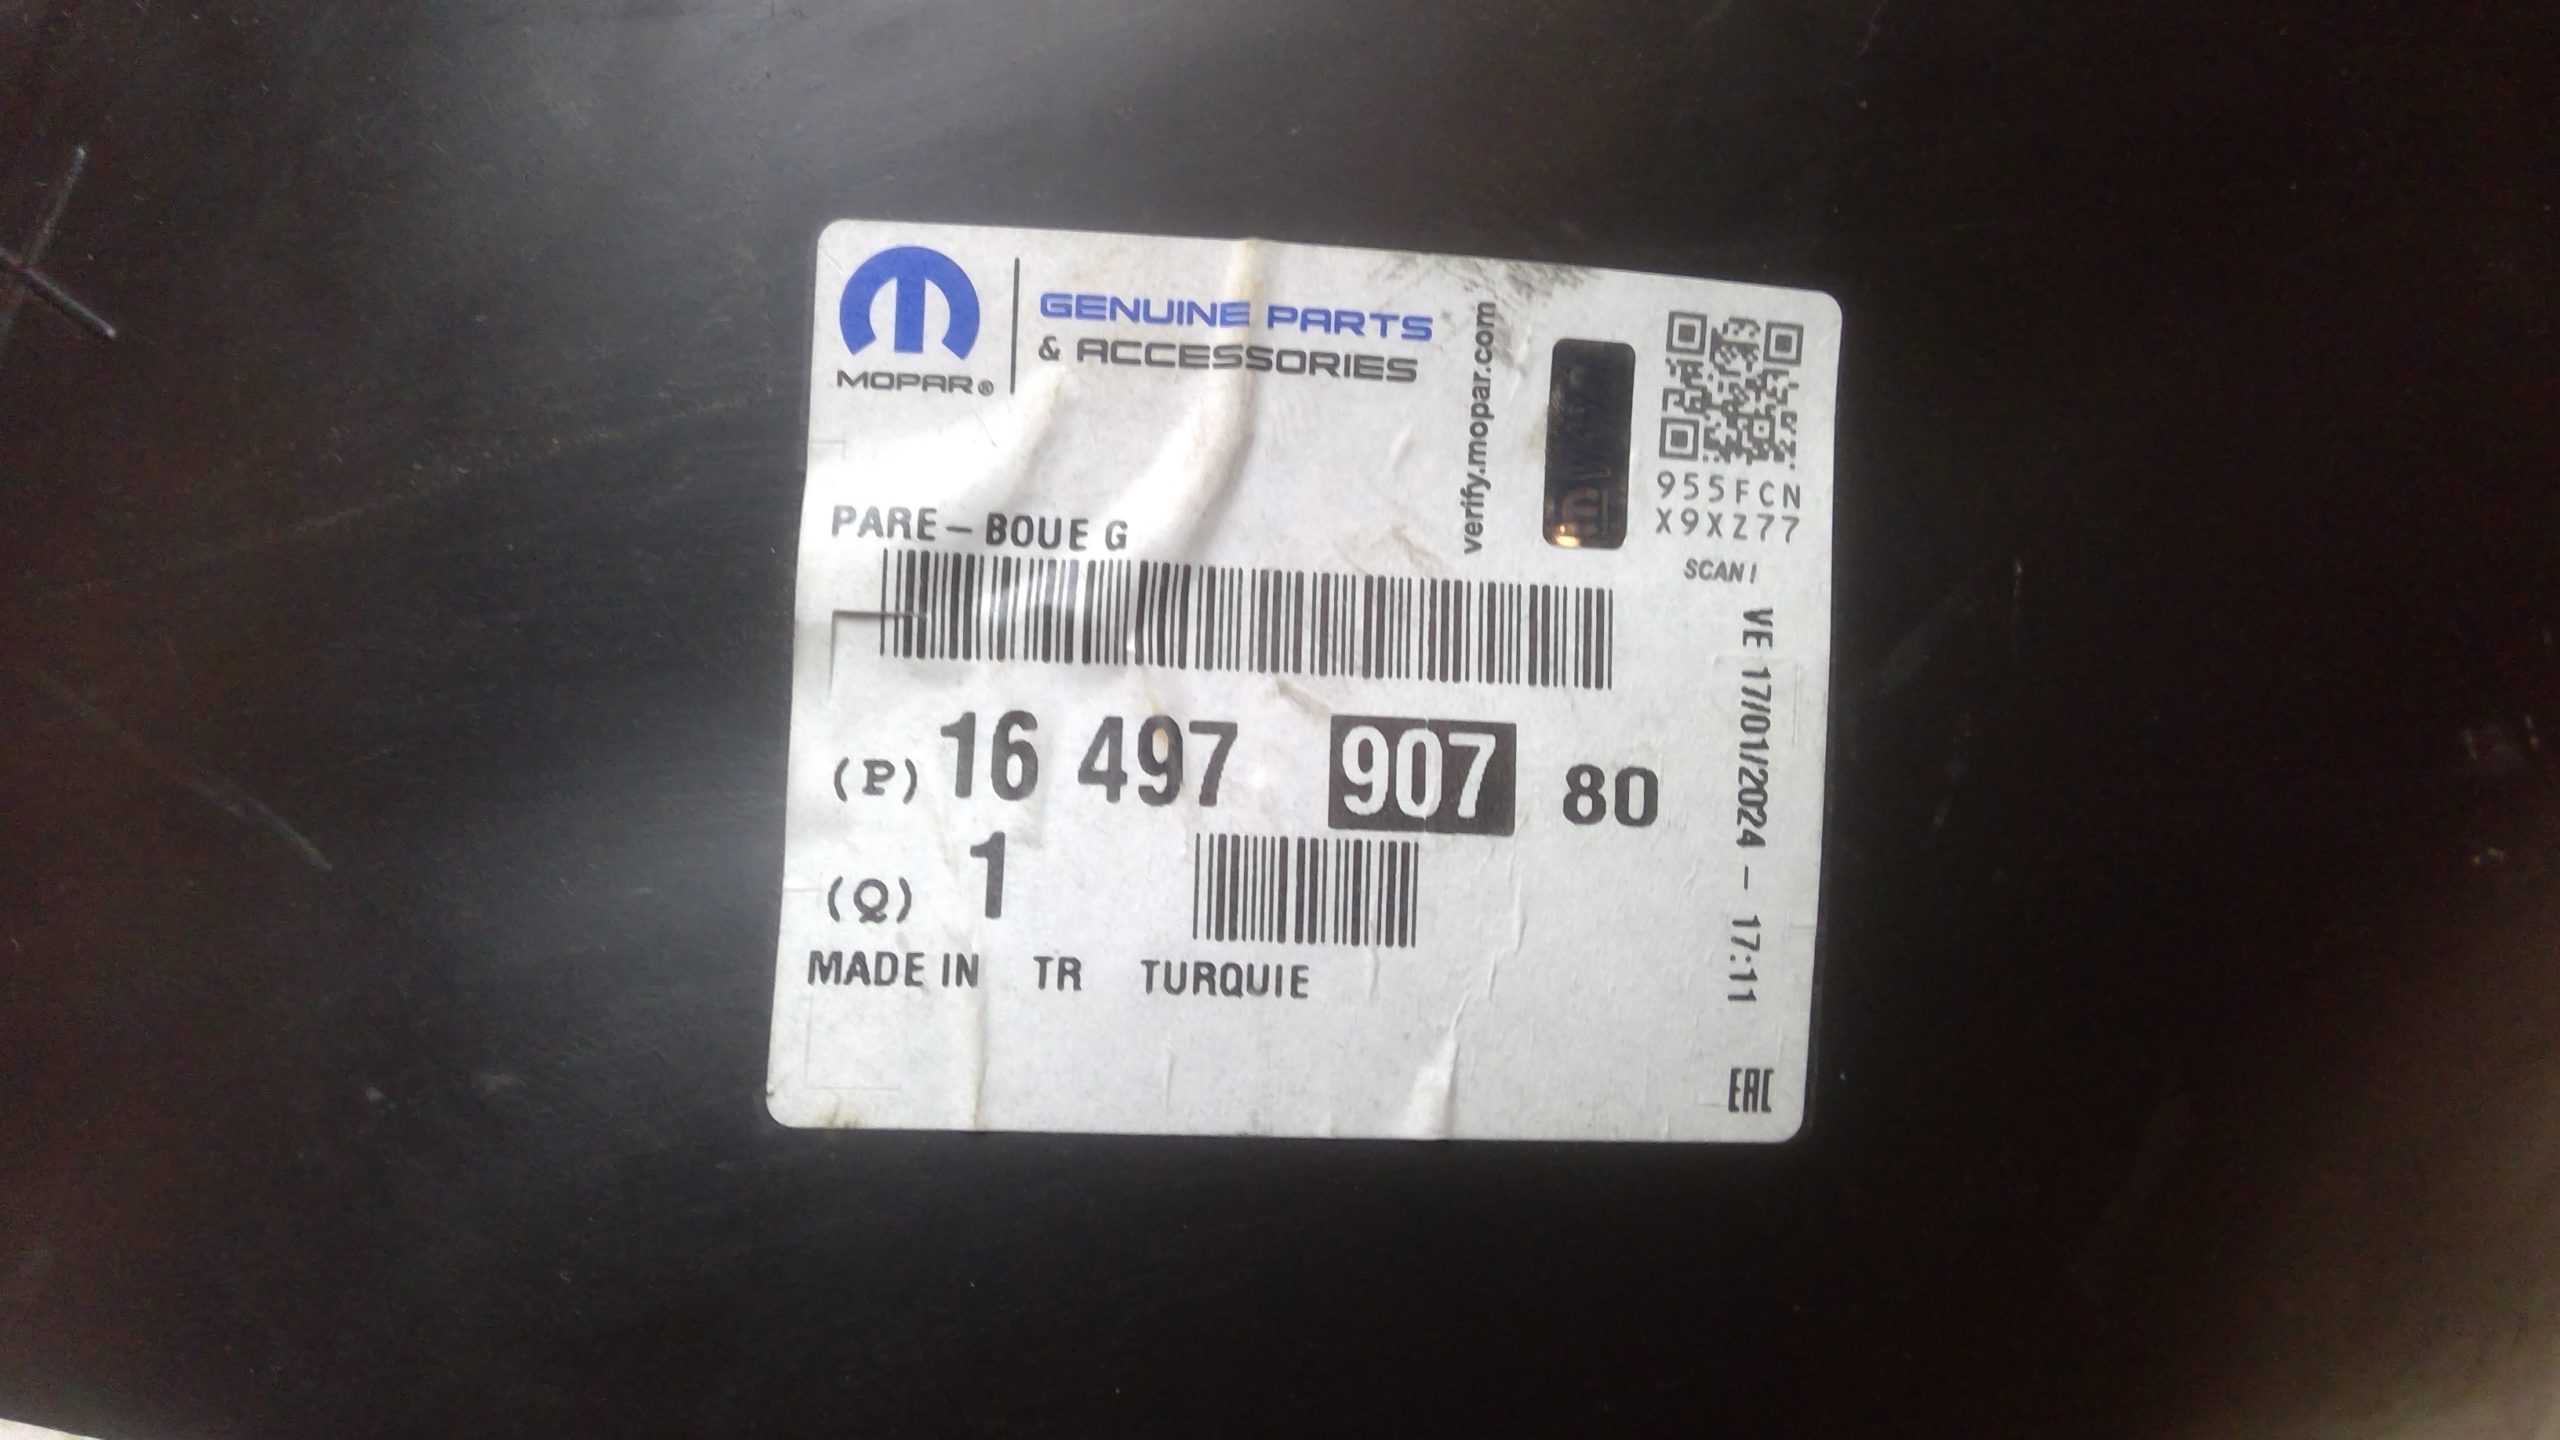 MOPAR®
GENUINE PARTS
& ACCESSORIES
verify.mopar.com
955FCN
X9XZ77
SCAN!
PARE-BOUE G
(P) 16 497 907 80
(Q) 1
MADE IN TR TURQUIE
VE 17/01/2024 - 17:11
EAC